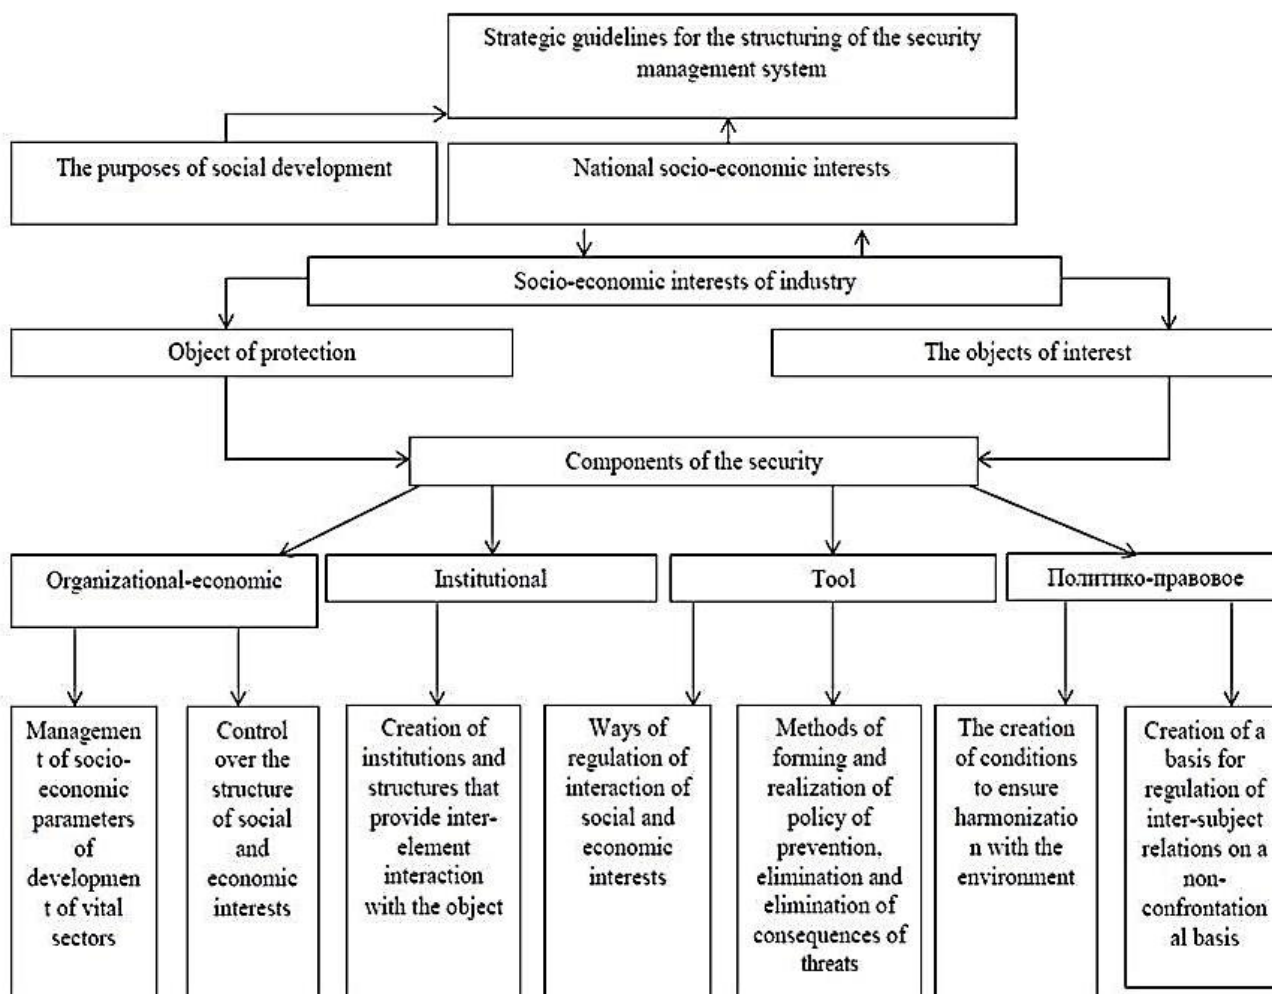 Strategic guidelines for the structuring of the security
management system
The purposes of social development
National socio-economic interests
Socio-economic interests of industry
Object of protection
The objects of interest
Components of the security
Organizational-economic
Institutional
Tool
Политико-правовое
Managemen
t of socio-
economic
parameters
of
developmen
t of vital
sectors
Control
over the
structure
of social
and
economic
interests
Creation of
institutions and
structures that
provide inter-
element
interaction
with the object
Ways of
regulation of
interaction of
social and
economic
interests
Methods of
forming and
realization of
policy of
prevention,
elimination and
elimination of
consequences of
threats
The creation
of conditions
to ensure
harmonizatio
n with the
environment
Creation of a
basis for
regulation of
inter-subject
relations on a
non-
confrontation
al basis